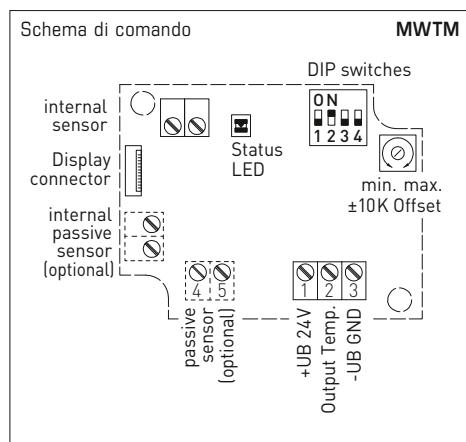 Schema di comando
MWTM
DIP switches
ON
1 2 3 4
internal
sensor
Status
LED
Display
connector
min. max.
±10K Offset
internal
passive
sensor
(optional)
4 5
1 2 3
passive
sensor
(optional)
+UB 24V
Output Temp.
-UB GND